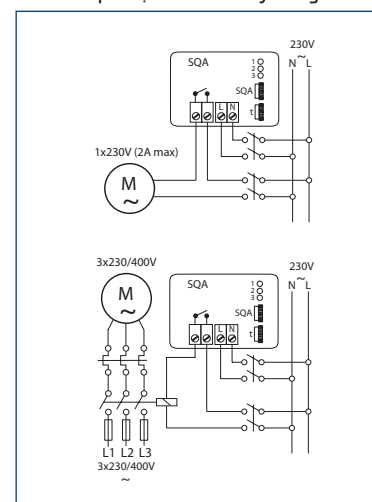 230V
~
N L
SQA
1
2
3
SQA
t
L N
1x230V (2A max)
M
~
3x230/400V
M
~
230V
~
N L
SQA
1
2
3
SQA
t
L N
L1 L2 L3
3x230/400V
~